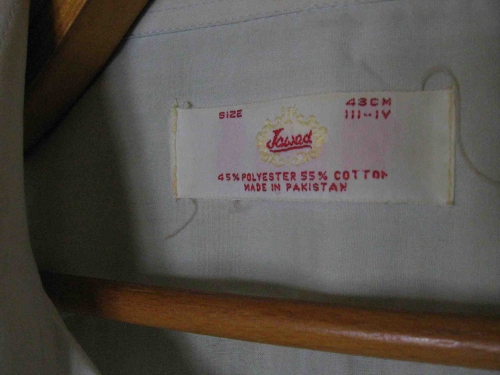 SIZE 43CM
III-IV
Jawad
45% POLYESTER 55% COTTON
MADE IN PAKISTAN